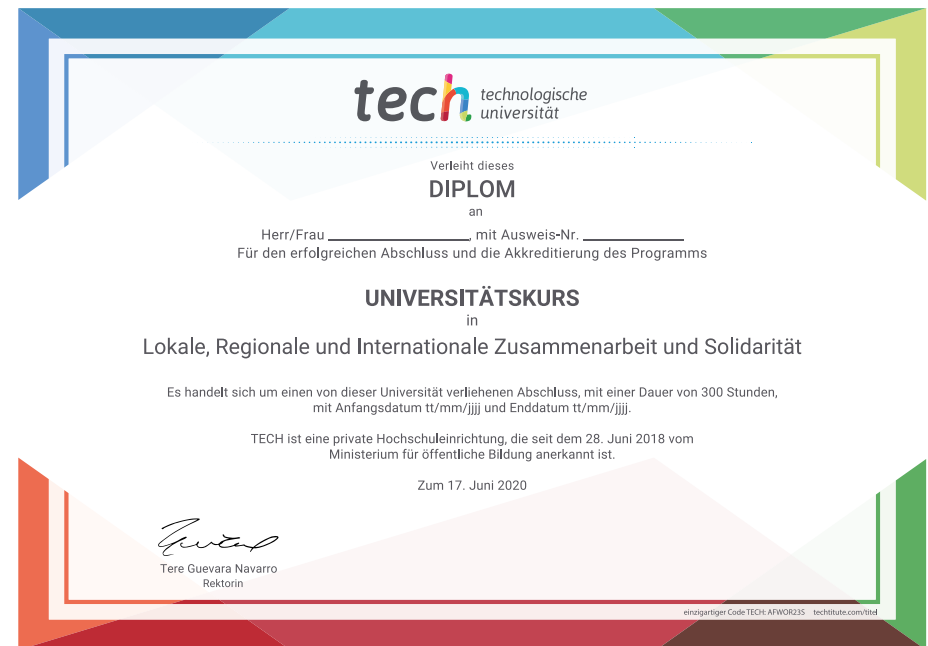 tech technologische
universität
Verleiht dieses
DIPLOM
an
Herr/Frau ____________________, mit Ausweis-Nr. ______________
Für den erfolgreichen Abschluss und die Akkreditierung des Programms
UNIVERSITÄTSKURS
in
Lokale, Regionale und Internationale Zusammenarbeit und Solidarität
Es handelt sich um einen von dieser Universität verliehenen Abschluss, mit einer Dauer von 300 Stunden,
mit Anfangsdatum tt/mm/jjjj und Enddatum tt/mm/jjjj.
TECH ist eine private Hochschuleinrichtung, die seit dem 28. Juni 2018 vom
Ministerium für öffentliche Bildung anerkannt ist.
Zum 17. Juni 2020
Tere Guevara Navarro
Rektorin
einzigartiger Code TECH: AFWOR23S techtitute.com/titel